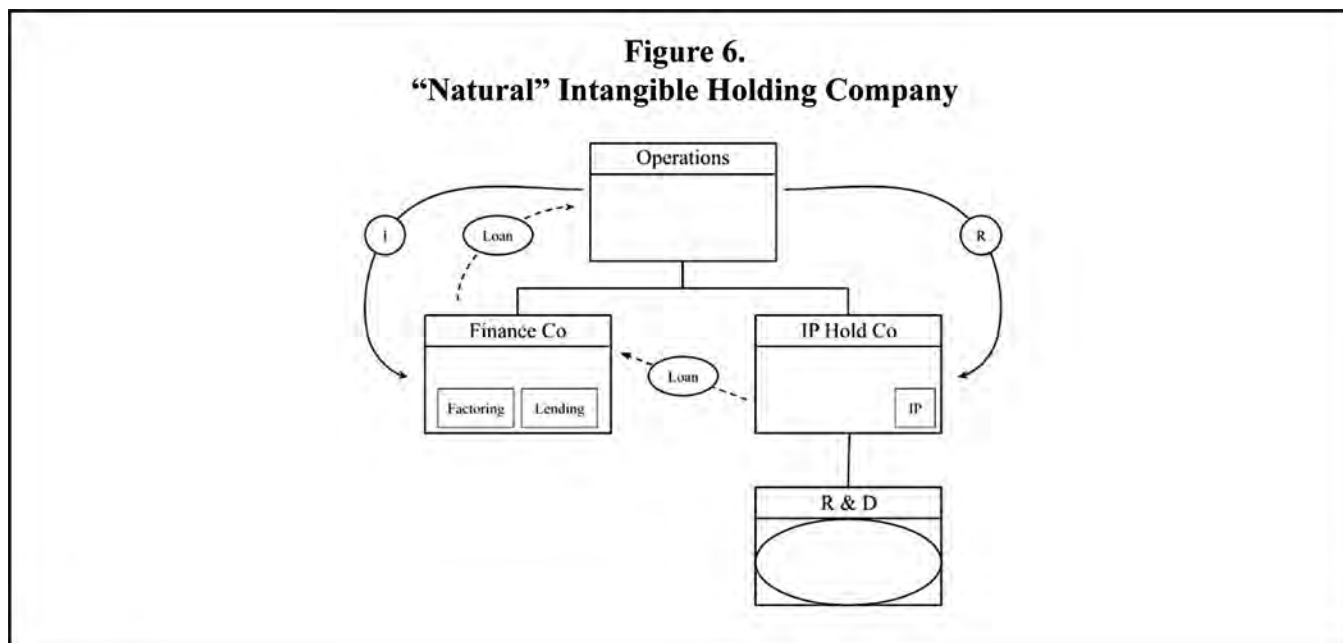 Figure 6.
“Natural” Intangible Holding Company
Operations
i
Loan
R
Finance Co
IP Hold Co
Loan
Factoring
Lending
IP
R & D